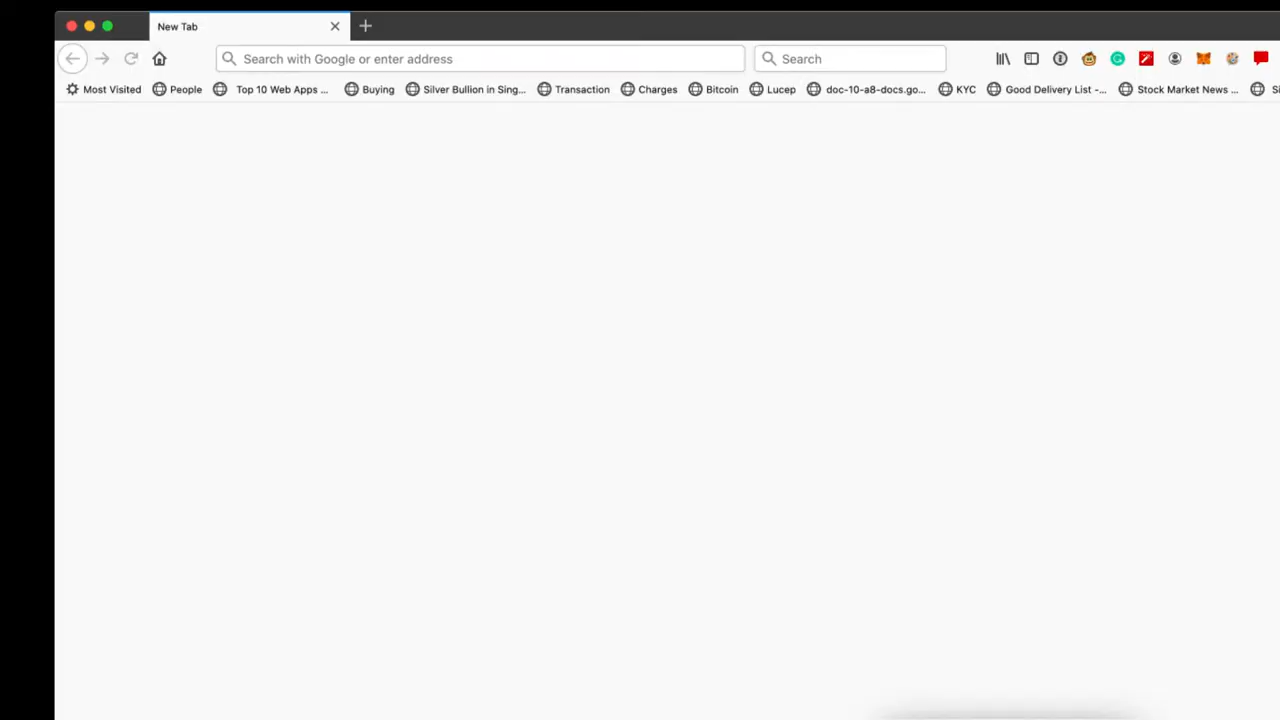 New Tab
Search with Google or enter address
Search
Most Visited People Top 10 Web Apps ... Buying Silver Bullion in Sing... Transaction Charges Bitcoin Lucep doc-10-a8-docs.go... KYC Good Delivery List -... Stock Market News ...